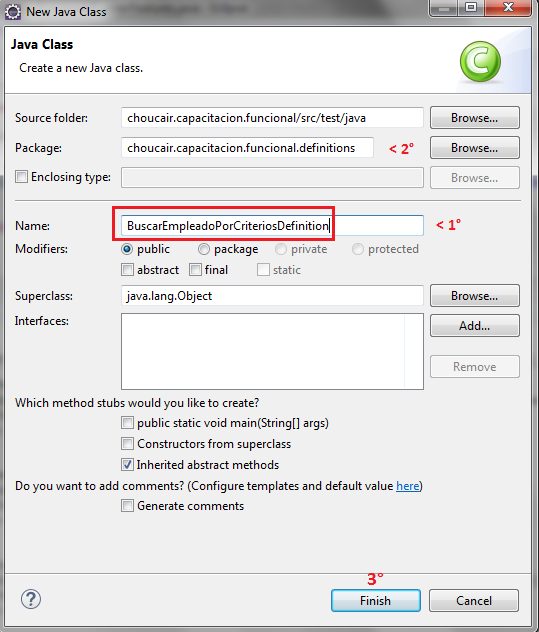 New Java Class
Java Class
Create a new Java class.
Source folder: choucair.capacitacion.funcional/src/test/java Browse...
Package: choucair.capacitacion.funcional.definitions < 2° Browse...
Enclosing type: Browse...
Name: BuscarEmpleadoPorCriteriosDefinition < 1°
Modifiers: public package private protected
abstract final static
Superclass: java.lang.Object Browse...
Interfaces: Add...
Remove
Which method stubs would you like to create?
public static void main(String[] args)
Constructors from superclass
Inherited abstract methods
Do you want to add comments? (Configure templates and default value here)
Generate comments
3°
? Finish Cancel